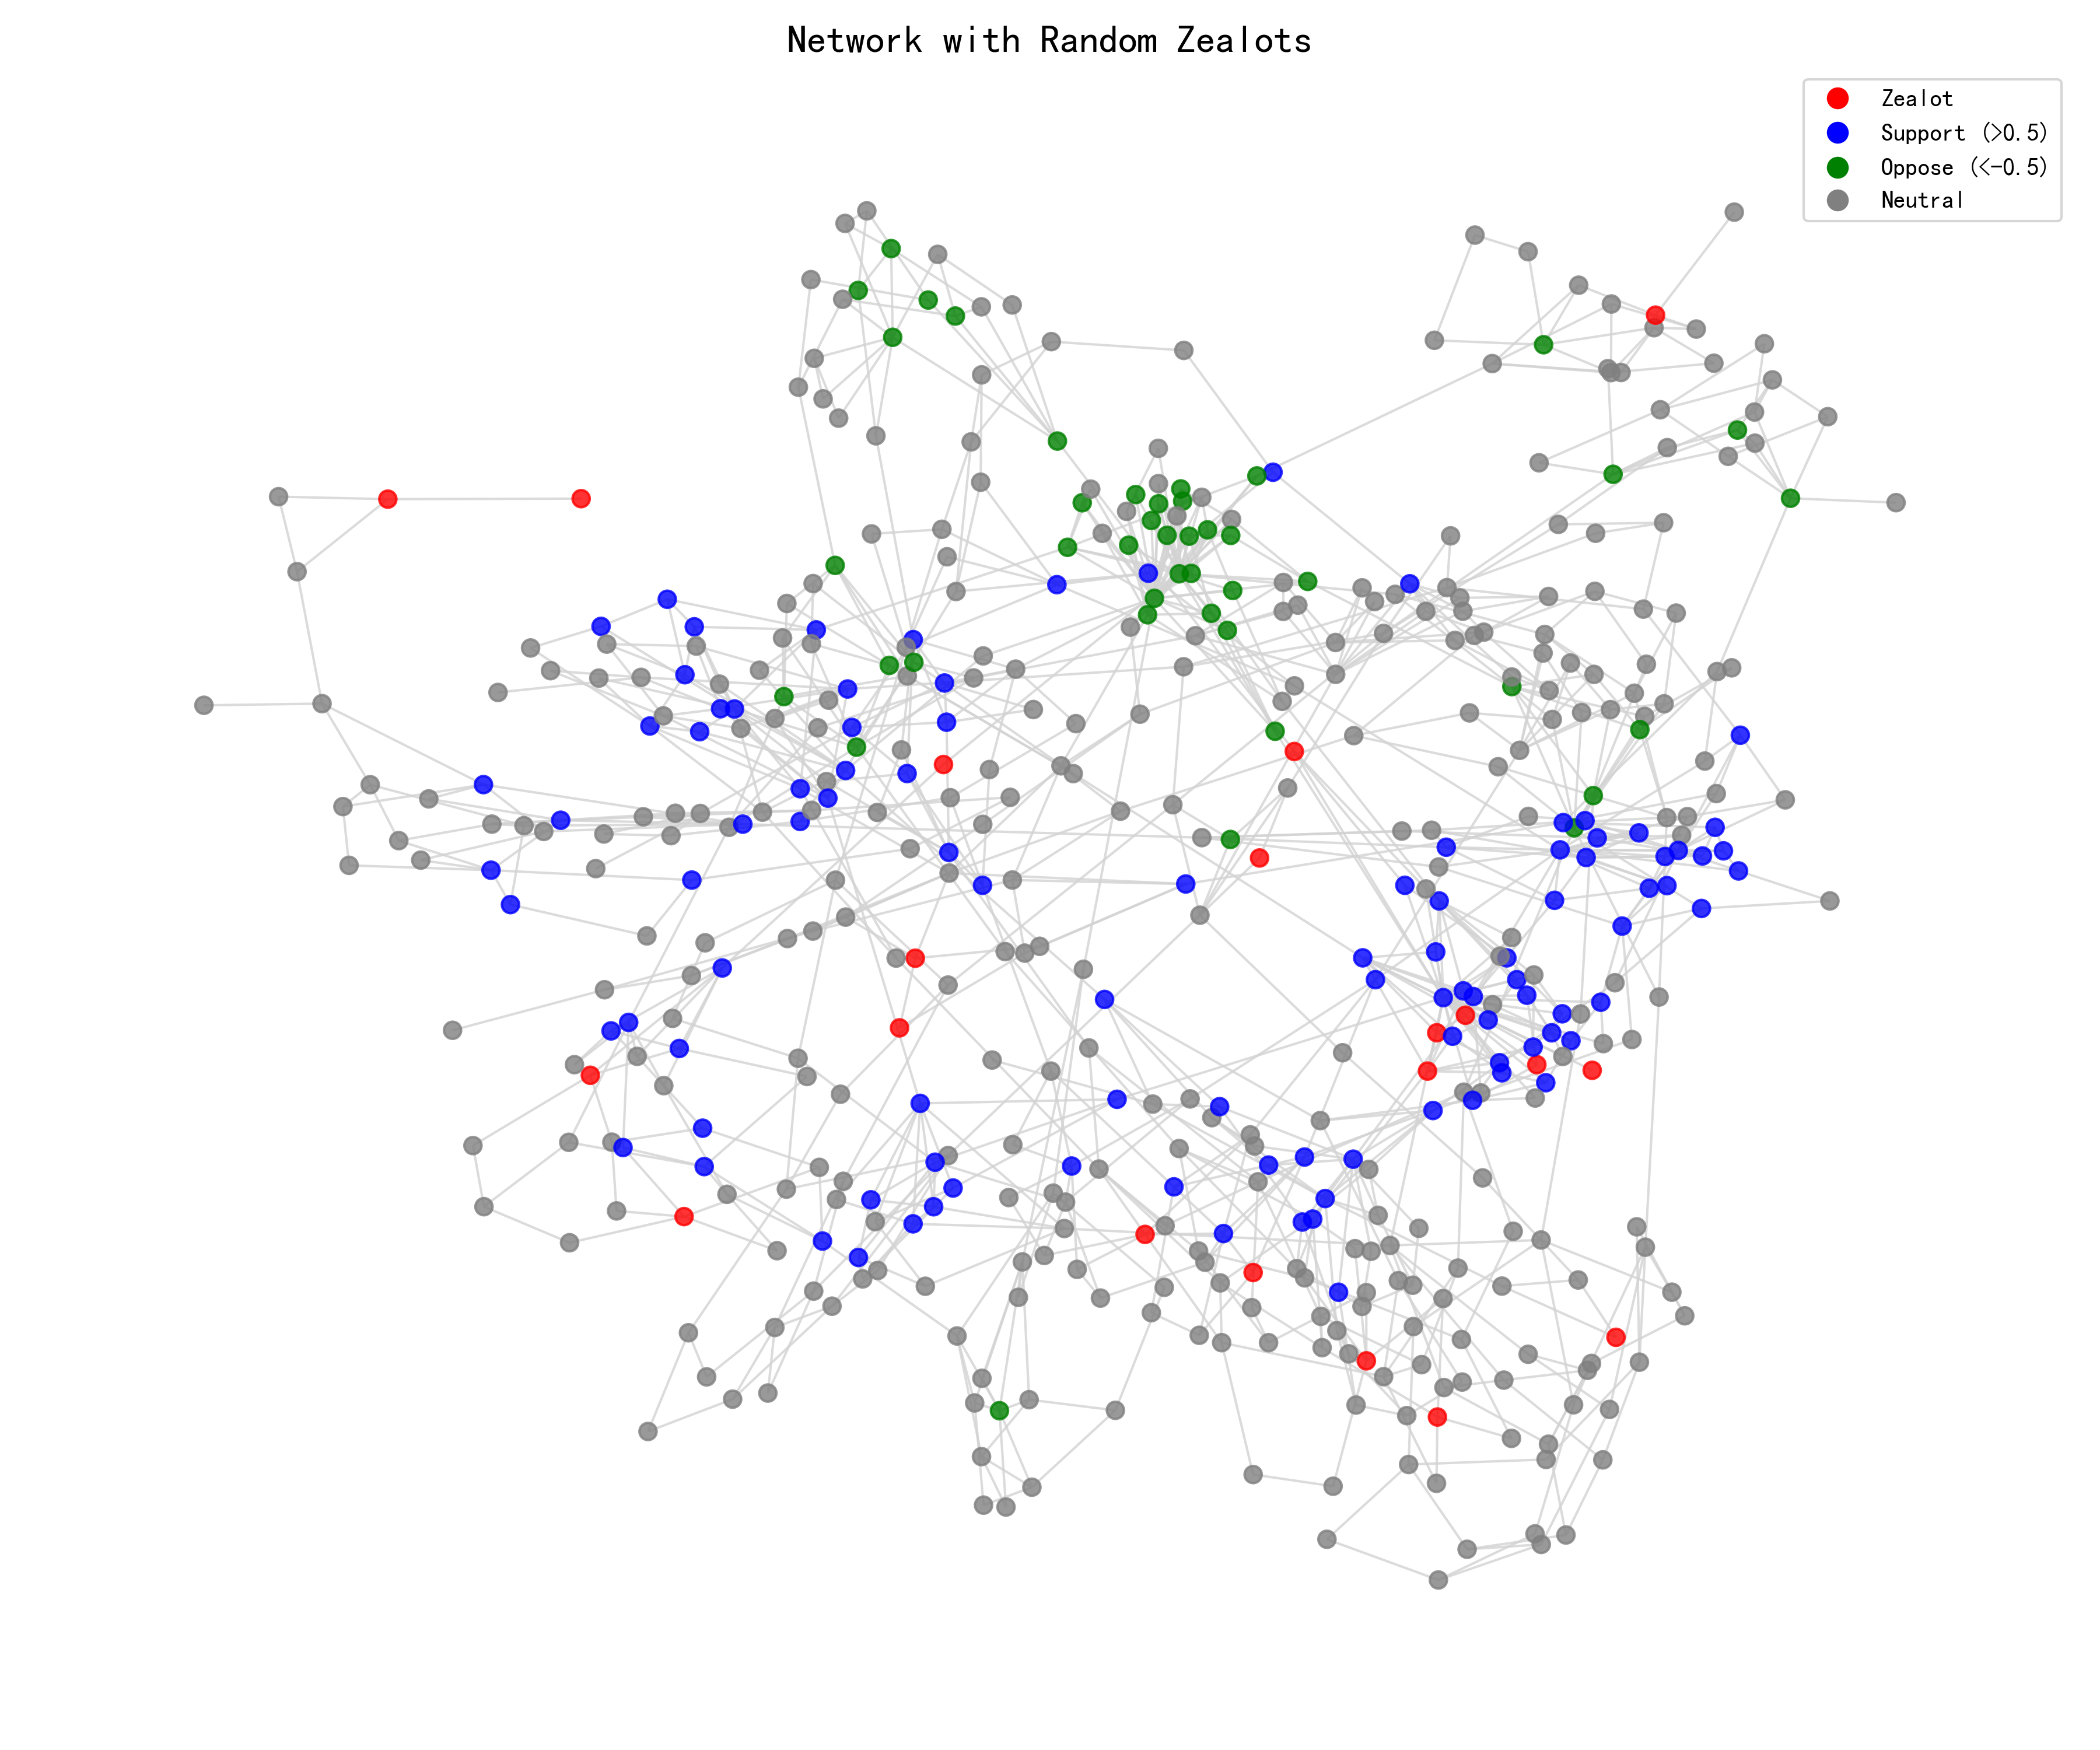 Network with Random Zealots
Zealot
Support (>0.5)
Oppose (<-0.5)
Neutral